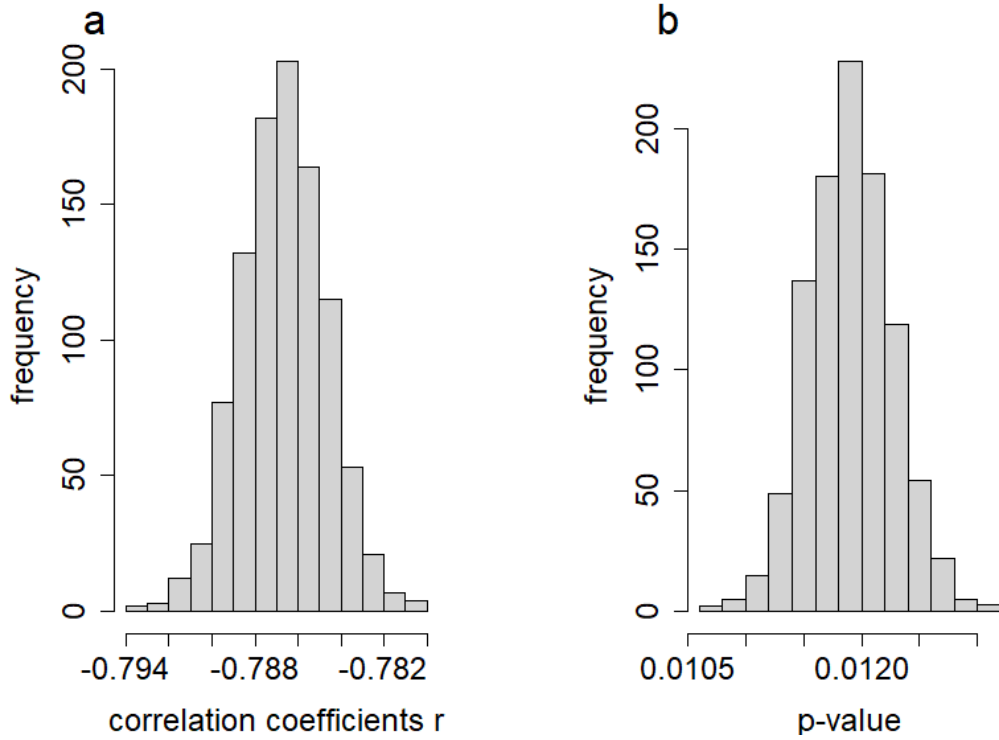 a
frequency
200
150
100
50
0
-0.794 -0.788 -0.782
correlation coefficients r
b
frequency
200
150
100
50
0
0.0105 0.0120
p-value